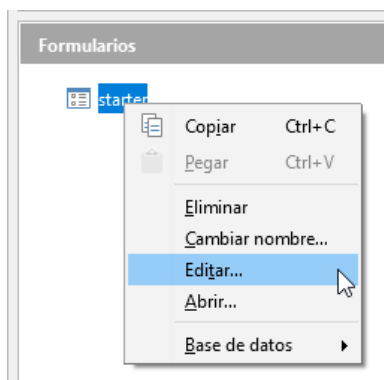 Formularios
starter
Copiar Ctrl+C
Pegar Ctrl+V
Eliminar
Cambiar nombre...
Editar...
Abrir...
Base de datos